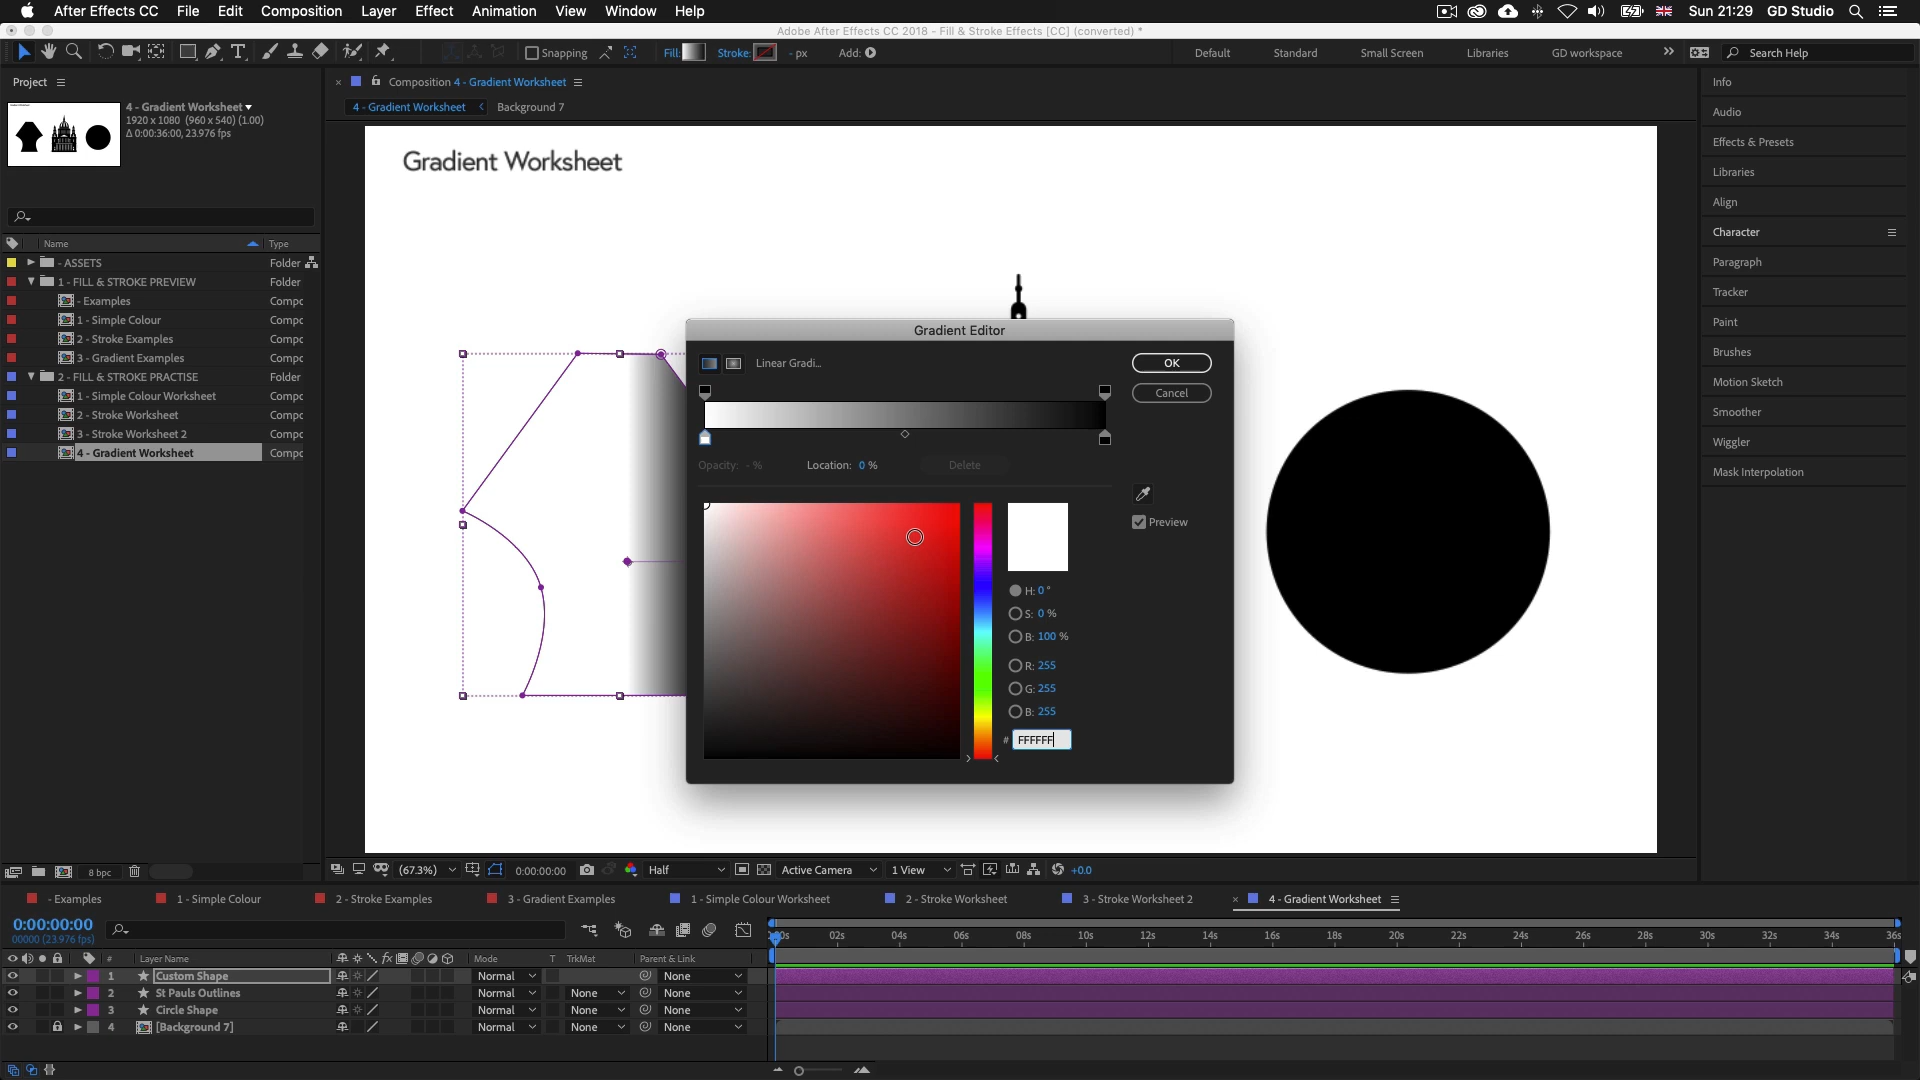 After Effects CC File Edit Composition Layer Effect Animation View Window Help Sun 21:29 GD Studio
Adobe After Effects CC 2018 - Fill & Stroke Effects [CC] (converted) *
Snapping Fill: Stroke: - px Add: Default Standard Small Screen Libraries GD workspace Search Help
Project
Composition 4 - Gradient Worksheet
4 - Gradient Worksheet Background 7
4 - Gradient Worksheet
1920 x 1080 (960 x 540) (1.00)
Δ 0:00:36:00, 23.976 fps
Name Type
- ASSETS Folder
1 - FILL & STROKE PREVIEW Folder
- Examples Compo
1 - Simple Colour Compo
2 - Stroke Examples Compo
3 - Gradient Examples Compo
2 - FILL & STROKE PRACTISE Folder
1 - Simple Colour Worksheet Compo
2 - Stroke Worksheet Compo
3 - Stroke Worksheet 2 Compo
4 - Gradient Worksheet Compo
8 bpc
Gradient Worksheet
Gradient Editor
Linear Gradi...
OK
Cancel
Opacity: - % Location: 0 % Delete
Preview
H: 0 °
S: 0 %
B: 100 %
R: 255
G: 255
B: 255
# FFFFFF
(67.3%) 0:00:00:00 Half Active Camera 1 View +0.0
Info
Audio
Effects & Presets
Libraries
Align
Character
Paragraph
Tracker
Paint
Brushes
Motion Sketch
Smoother
Wiggler
Mask Interpolation
- Examples 1 - Simple Colour 2 - Stroke Examples 3 - Gradient Examples 1 - Simple Colour Worksheet 2 - Stroke Worksheet 3 - Stroke Worksheet 2 4 - Gradient Worksheet
0:00:00:00
00000 (23.976 fps)
02s 04s 06s 08s 10s 12s 14s 16s 18s 20s 22s 24s 26s 28s 30s 32s 34s 36s
# Layer Name Mode T TrkMat Parent & Link
1 Custom Shape Normal None
2 St Pauls Outlines Normal None None
3 Circle Shape Normal None None
4 [Background 7] Normal None None